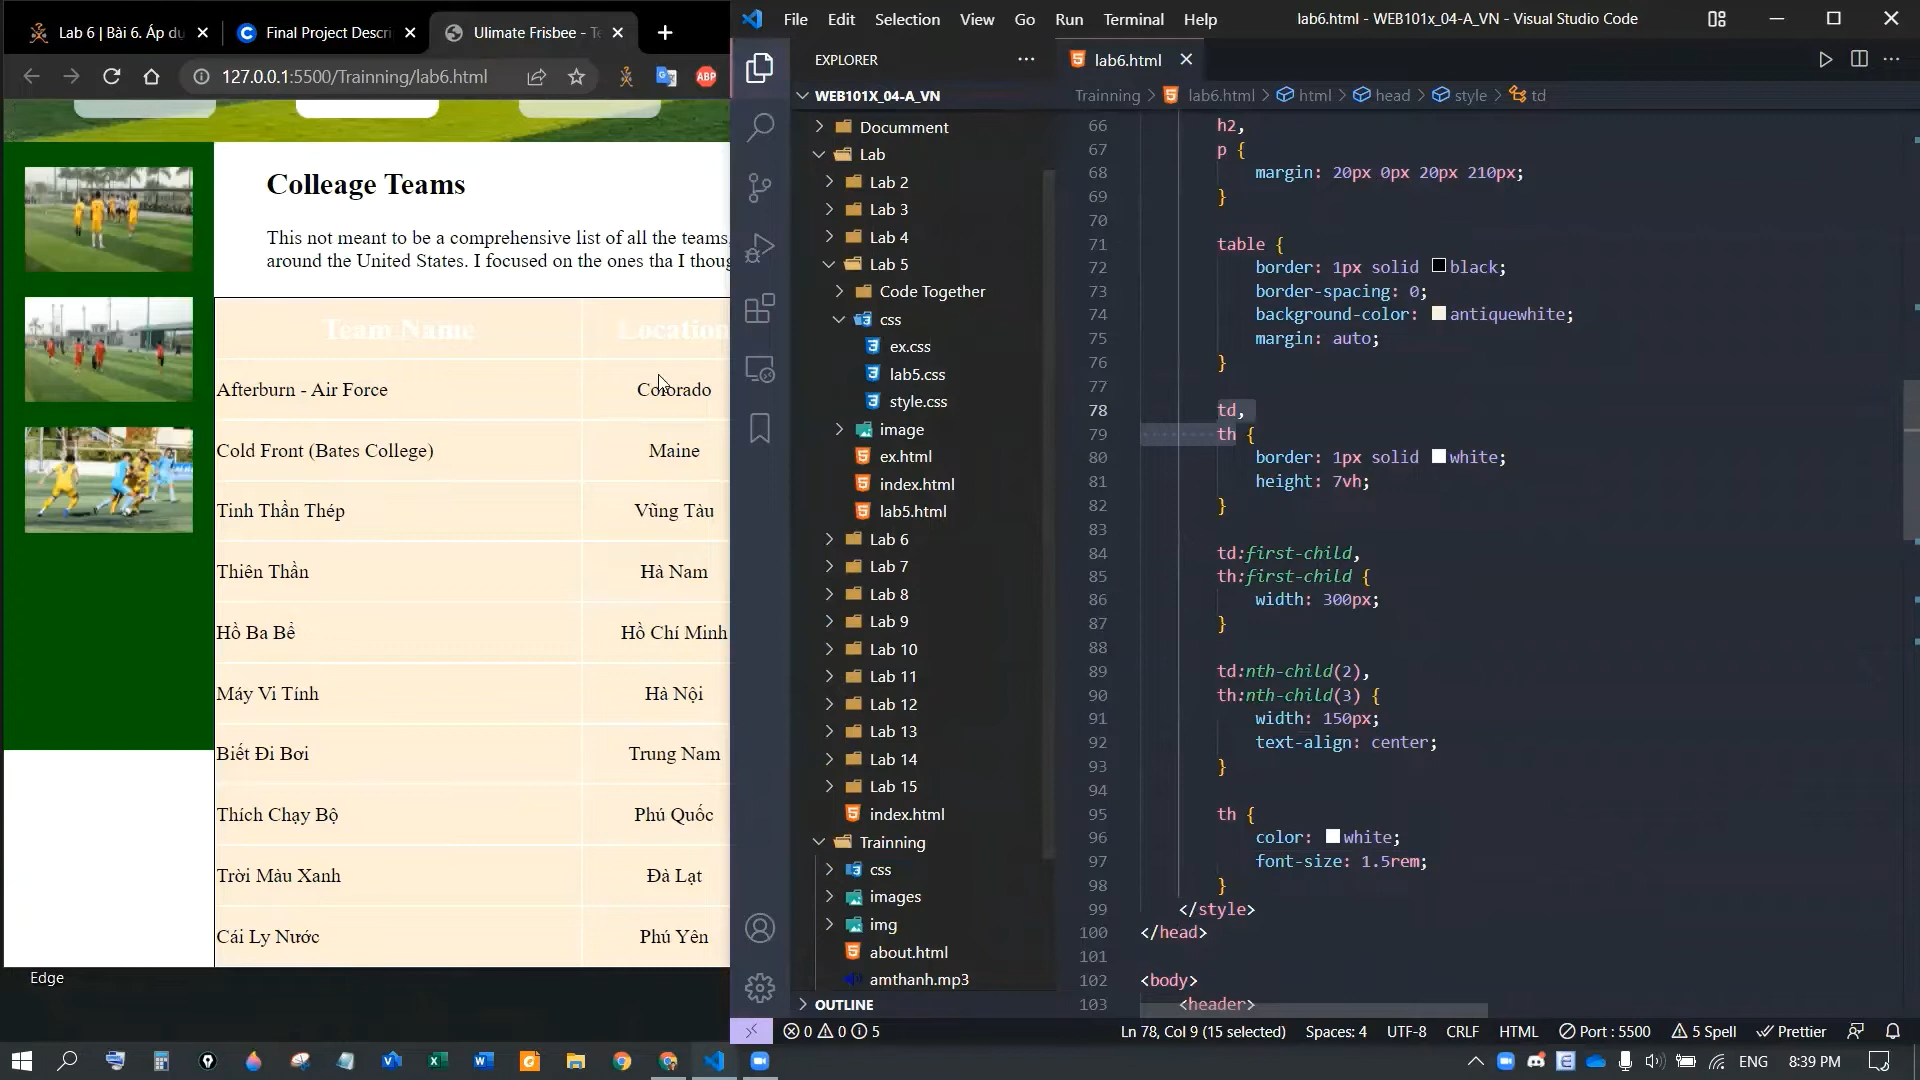 Lab 6 | Bài 6. Áp dụ
Final Project Descri
Ulimate Frisbee - Te
127.0.0.1:5500/Trainning/lab6.html
ABP
Colleage Teams
This not meant to be a comprehensive list of all the teams,
around the United States. I focused on the ones tha I thoug
Team Name
Location
Afterburn - Air Force
Colorado
Cold Front (Bates College)
Maine
Tinh Thần Thép
Vũng Tàu
Thiên Thần
Hà Nam
Hồ Ba Bể
Hồ Chí Minh
Máy Vi Tính
Hà Nội
Biết Đi Bơi
Trung Nam
Thích Chạy Bộ
Phú Quốc
Trời Màu Xanh
Đà Lạt
Cái Ly Nước
Phú Yên
Edge
File Edit Selection View Go Run Terminal Help
lab6.html - WEB101x_04-A_VN - Visual Studio Code
EXPLORER
WEB101X_04-A_VN
Documment
Lab
Lab 2
Lab 3
Lab 4
Lab 5
Code Together
css
ex.css
lab5.css
style.css
image
ex.html
index.html
lab5.html
Lab 6
Lab 7
Lab 8
Lab 9
Lab 10
Lab 11
Lab 12
Lab 13
Lab 14
Lab 15
index.html
Trainning
css
images
img
about.html
amthanh.mp3
OUTLINE
lab6.html
Trainning > lab6.html > html > head > style > td
66 h2,
67 p {
68 margin: 20px 0px 20px 210px;
69 }
70
71 table {
72 border: 1px solid black;
73 border-spacing: 0;
74 background-color: antiquewhite;
75 margin: auto;
76 }
77
78 td,
79 th {
80 border: 1px solid white;
81 height: 7vh;
82 }
83
84 td:first-child,
85 th:first-child {
86 width: 300px;
87 }
88
89 td:nth-child(2),
90 th:nth-child(3) {
91 width: 150px;
92 text-align: center;
93 }
94
95 th {
96 color: white;
97 font-size: 1.5rem;
98 }
99 </style>
100 </head>
101
102 <body>
103 <header>
0 0 5
Ln 78, Col 9 (15 selected) Spaces: 4 UTF-8 CRLF HTML Port : 5500 5 Spell Prettier
ENG 8:39 PM